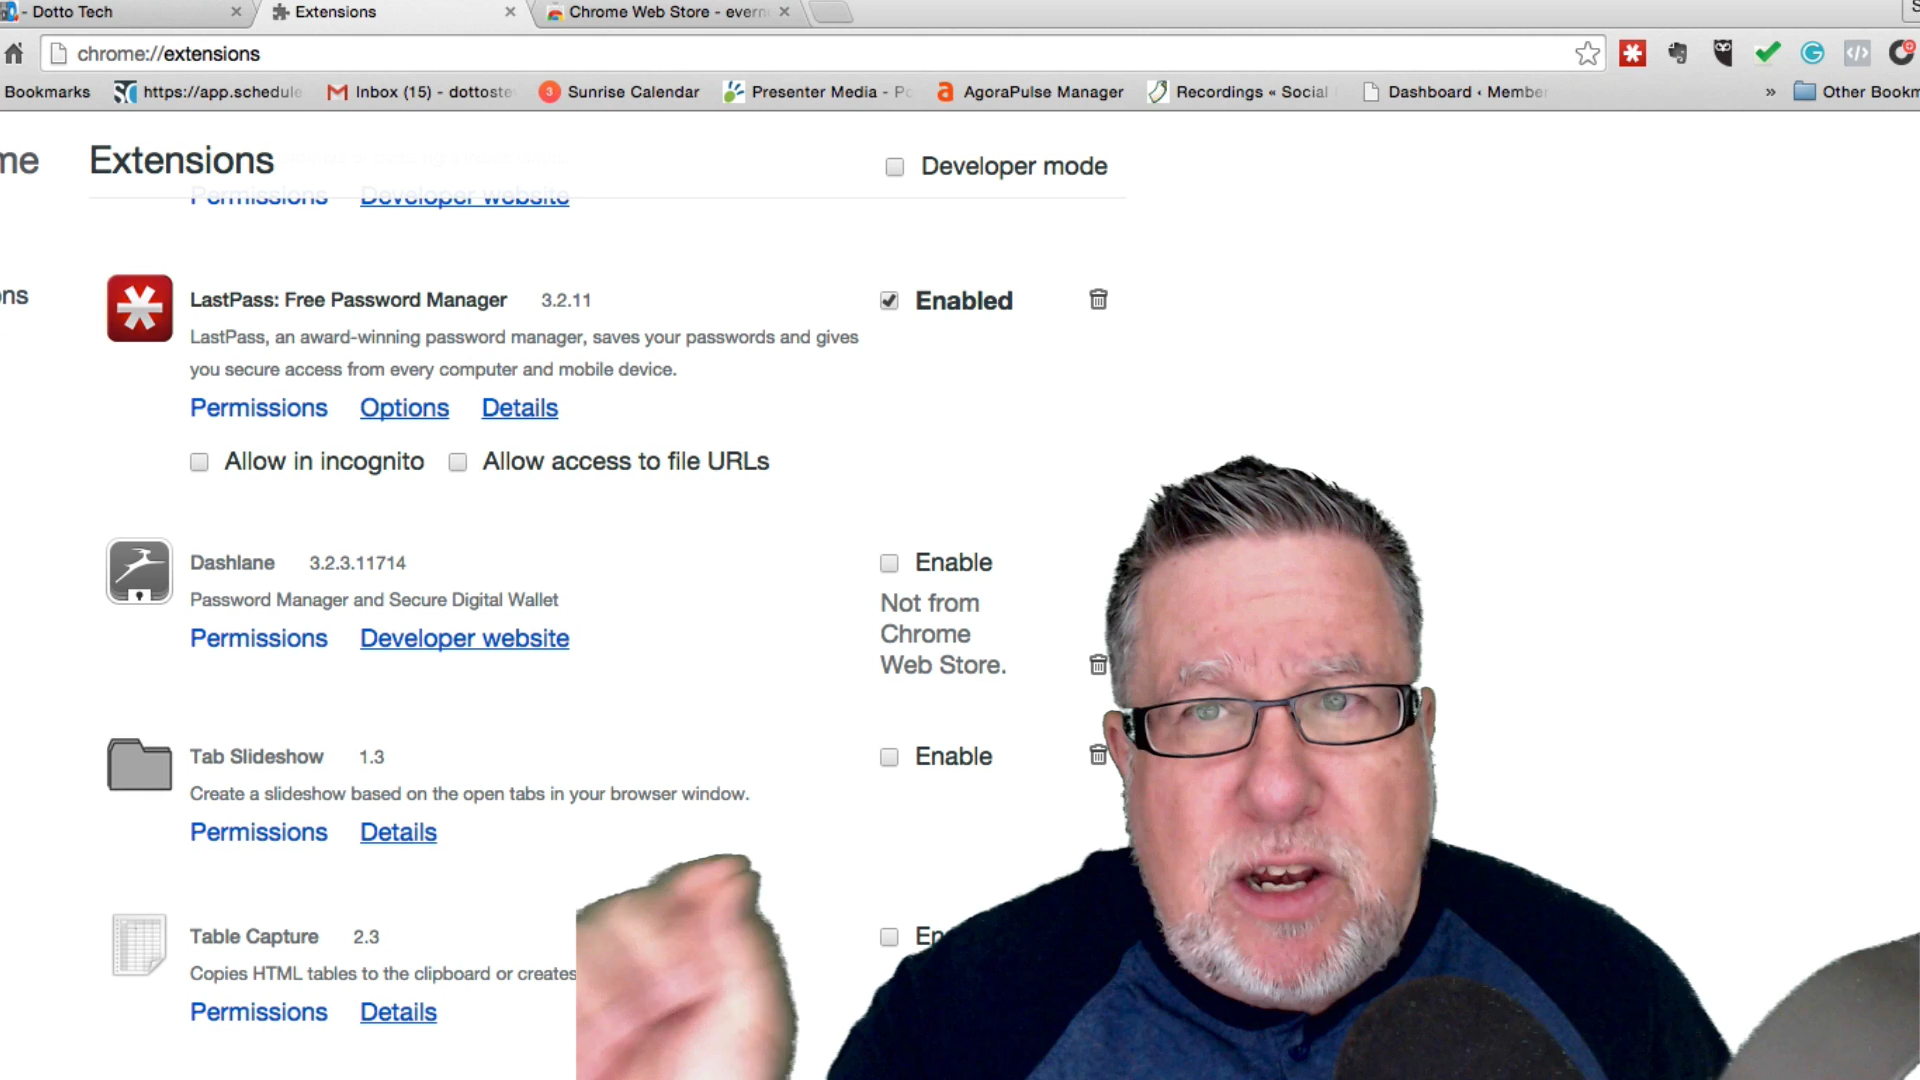 - Dotto Tech
Extensions
Chrome Web Store - evern
chrome://extensions
Bookmarks
https://app.schedule
Inbox (15) - dottoste
3
Sunrise Calendar
Presenter Media - Po
a
AgoraPulse Manager
Recordings « Social
Dashboard ‹ Member
»
Other Bookm
me
Extensions
Developer mode
Permissions Developer website
ons
LastPass: Free Password Manager 3.2.11
Enabled
LastPass, an award-winning password manager, saves your passwords and gives
you secure access from every computer and mobile device.
Permissions Options Details
Allow in incognito Allow access to file URLs
Dashlane 3.2.3.11714
Enable
Password Manager and Secure Digital Wallet
Not from
Chrome
Web Store.
Permissions Developer website
Tab Slideshow 1.3
Enable
Create a slideshow based on the open tabs in your browser window.
Permissions Details
Table Capture 2.3
En
Copies HTML tables to the clipboard or creates
Permissions Details